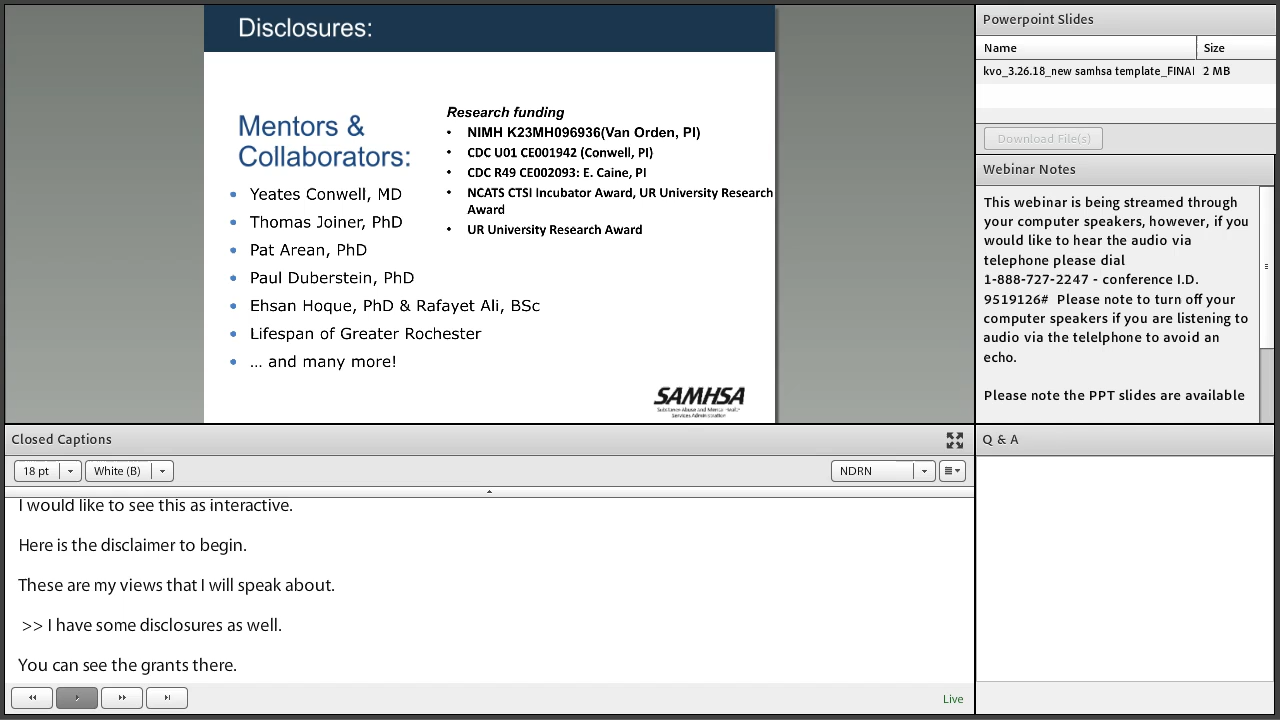 Disclosures:
Mentors &
Collaborators:
• Yeates Conwell, MD
• Thomas Joiner, PhD
• Pat Arean, PhD
• Paul Duberstein, PhD
• Ehsan Hoque, PhD & Rafayet Ali, BSc
• Lifespan of Greater Rochester
• ... and many more!
Research funding
• NIMH K23MH096936(Van Orden, PI)
• CDC U01 CE001942 (Conwell, PI)
• CDC R49 CE002093: E. Caine, PI
• NCATS CTSI Incubator Award, UR University Research
Award
• UR University Research Award
SAMHSA
Substance Abuse and Mental Health
Services Administration
Powerpoint Slides
Name Size
kvo_3.26.18_new samhsa template_FINAl 2 MB
Download File(s)
Webinar Notes
This webinar is being streamed through
your computer speakers, however, if you
would like to hear the audio via
telephone please dial
1-888-727-2247 - conference I.D.
9519126# Please note to turn off your
computer speakers if you are listening to
audio via the telelphone to avoid an
echo.
Please note the PPT slides are available
Closed Captions
18 pt White (B) NDRN
I would like to see this as interactive.
Here is the disclaimer to begin.
These are my views that I will speak about.
>> I have some disclosures as well.
You can see the grants there.
Live
Q & A